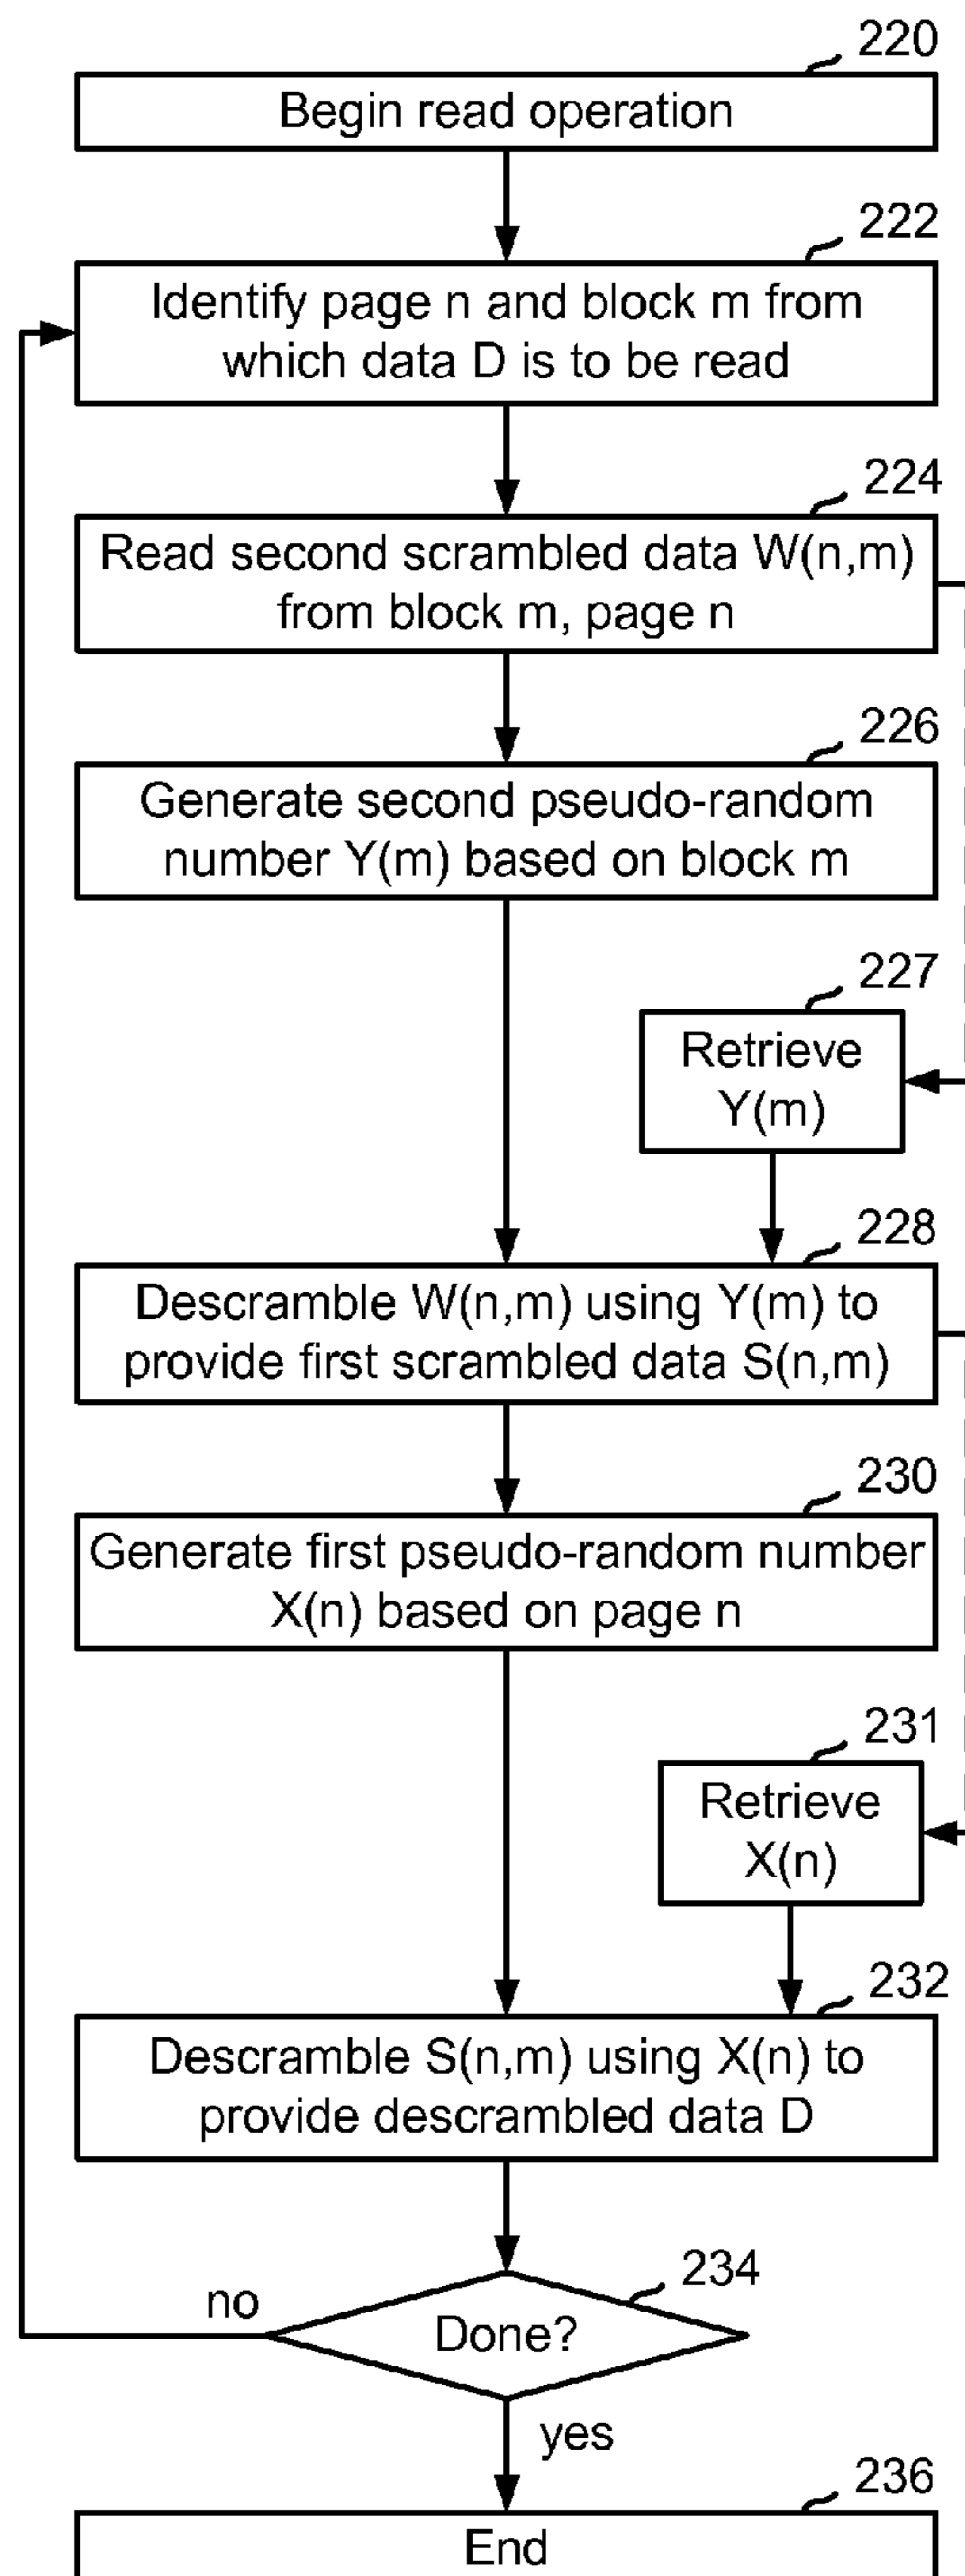 220
Begin read operation
222
Identify page n and block m from
which data D is to be read
224
Read second scrambled data W(n,m)
from block m, page n
226
Generate second pseudo-random
number Y(m) based on block m
227
Retrieve
Y(m)
228
Descramble W(n,m) using Y(m) to
provide first scrambled data S(n,m)
230
Generate first pseudo-random number
X(n) based on page n
231
Retrieve
X(n)
232
Descramble S(n,m) using X(n) to
provide descrambled data D
234
no
Done?
yes
236
End